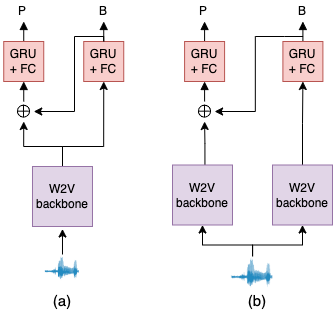 P
B
P
B
GRU
+ FC
GRU
+ FC
GRU
+ FC
GRU
+ FC
W2V
backbone
W2V
backbone
W2V
backbone
(a)
(b)